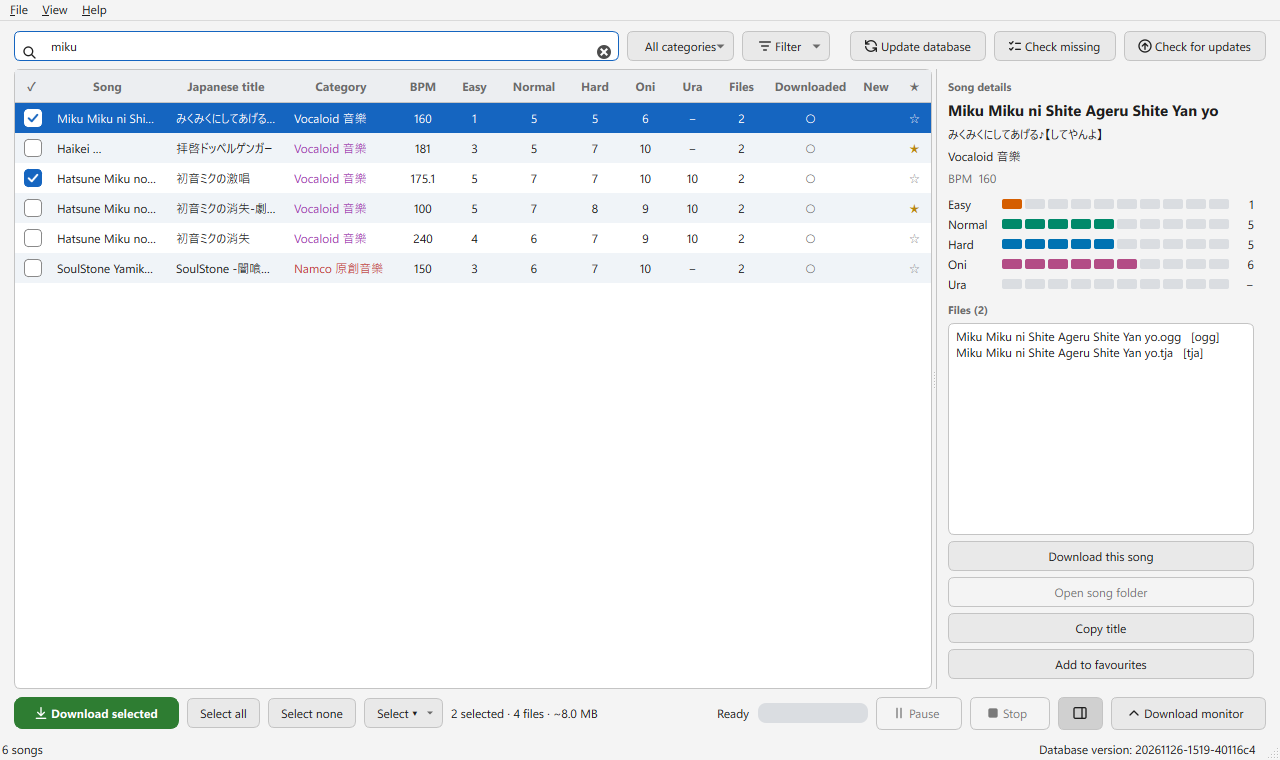 File View Help
miku All categories Filter Update database Check missing Check for updates
✓ Song Japanese title Category BPM Easy Normal Hard Oni Ura Files Downloaded New ★
Miku Miku ni Shi... みくみくにしてあげる... Vocaloid 音樂 160 1 5 5 6 – 2 ○ ☆
Haikei ... 拝啓ドッペルゲンガー Vocaloid 音樂 181 3 5 7 10 – 2 ○ ★
Hatsune Miku no... 初音ミクの激唱 Vocaloid 音樂 175.1 5 7 7 10 10 2 ○ ☆
Hatsune Miku no... 初音ミクの消失-劇... Vocaloid 音樂 100 5 7 8 9 10 2 ○ ★
Hatsune Miku no... 初音ミクの消失 Vocaloid 音樂 240 4 6 7 9 10 2 ○ ☆
SoulStone Yamik... SoulStone -闇喰... Namco 原創音樂 150 3 6 7 10 – 2 ○ ☆
Song details
Miku Miku ni Shite Ageru Shite Yan yo
みくみくにしてあげる♪【してやんよ】
Vocaloid 音樂
BPM 160
Easy 1
Normal 5
Hard 5
Oni 6
Ura –
Files (2)
Miku Miku ni Shite Ageru Shite Yan yo.ogg [ogg]
Miku Miku ni Shite Ageru Shite Yan yo.tja [tja]
Download this song
Open song folder
Copy title
Add to favourites
Download selected Select all Select none Select ▾ 2 selected · 4 files · ~8.0 MB Ready Pause Stop Download monitor
6 songs Database version: 20261126-1519-40116c4